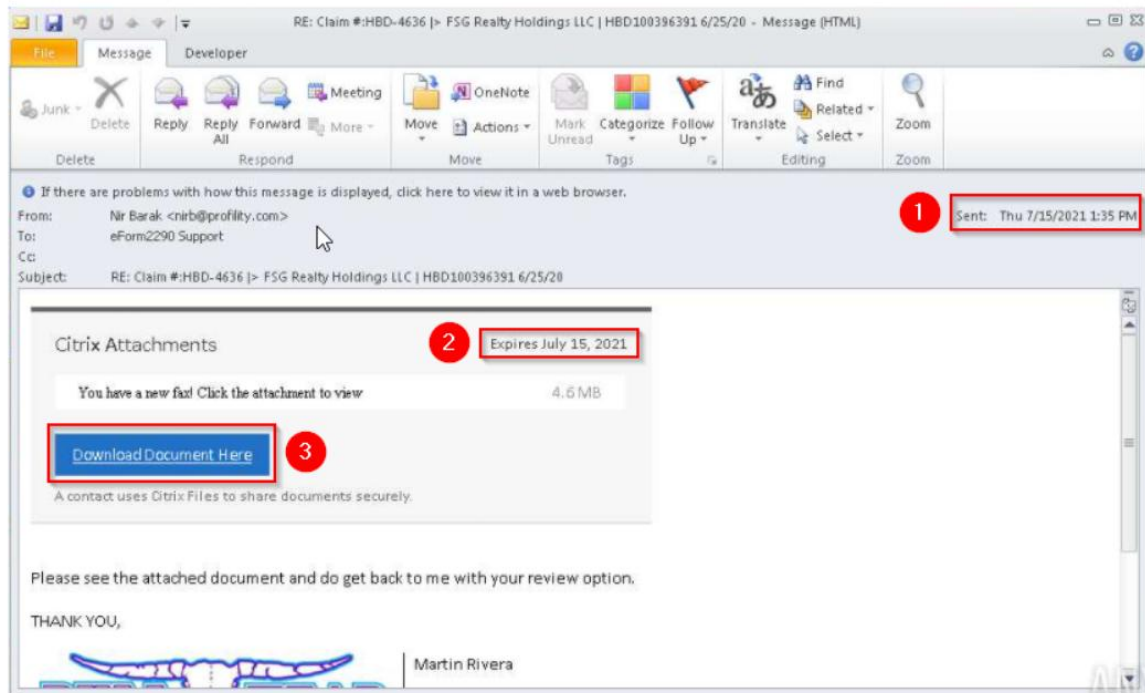 RE: Claim #:HBD-4636 |> FSG Realty Holdings LLC | HBD100396391 6/25/20 - Message (HTML)
File Message Developer
Junk
Delete
Reply
Reply All
Forward
Meeting
More
Move
OneNote
Actions
Mark Unread
Categorize
Follow Up
Translate
Find
Related
Select
Zoom
Delete Respond Move Tags Editing Zoom
If there are problems with how this message is displayed, click here to view it in a web browser.
From: Nir Barak <nirb@profility.com>
1
Sent: Thu 7/15/2021 1:35 PM
To: eForm2290 Support
Cc:
Subject: RE: Claim #:HBD-4636 |> FSG Realty Holdings LLC | HBD100396391 6/25/20
Citrix Attachments
2
Expires July 15, 2021
You have a new fax! Click the attachment to view 4.6 MB
Download Document Here
3
A contact uses Citrix Files to share documents securely.
Please see the attached document and do get back to me with your review option.
THANK YOU,
Martin Rivera